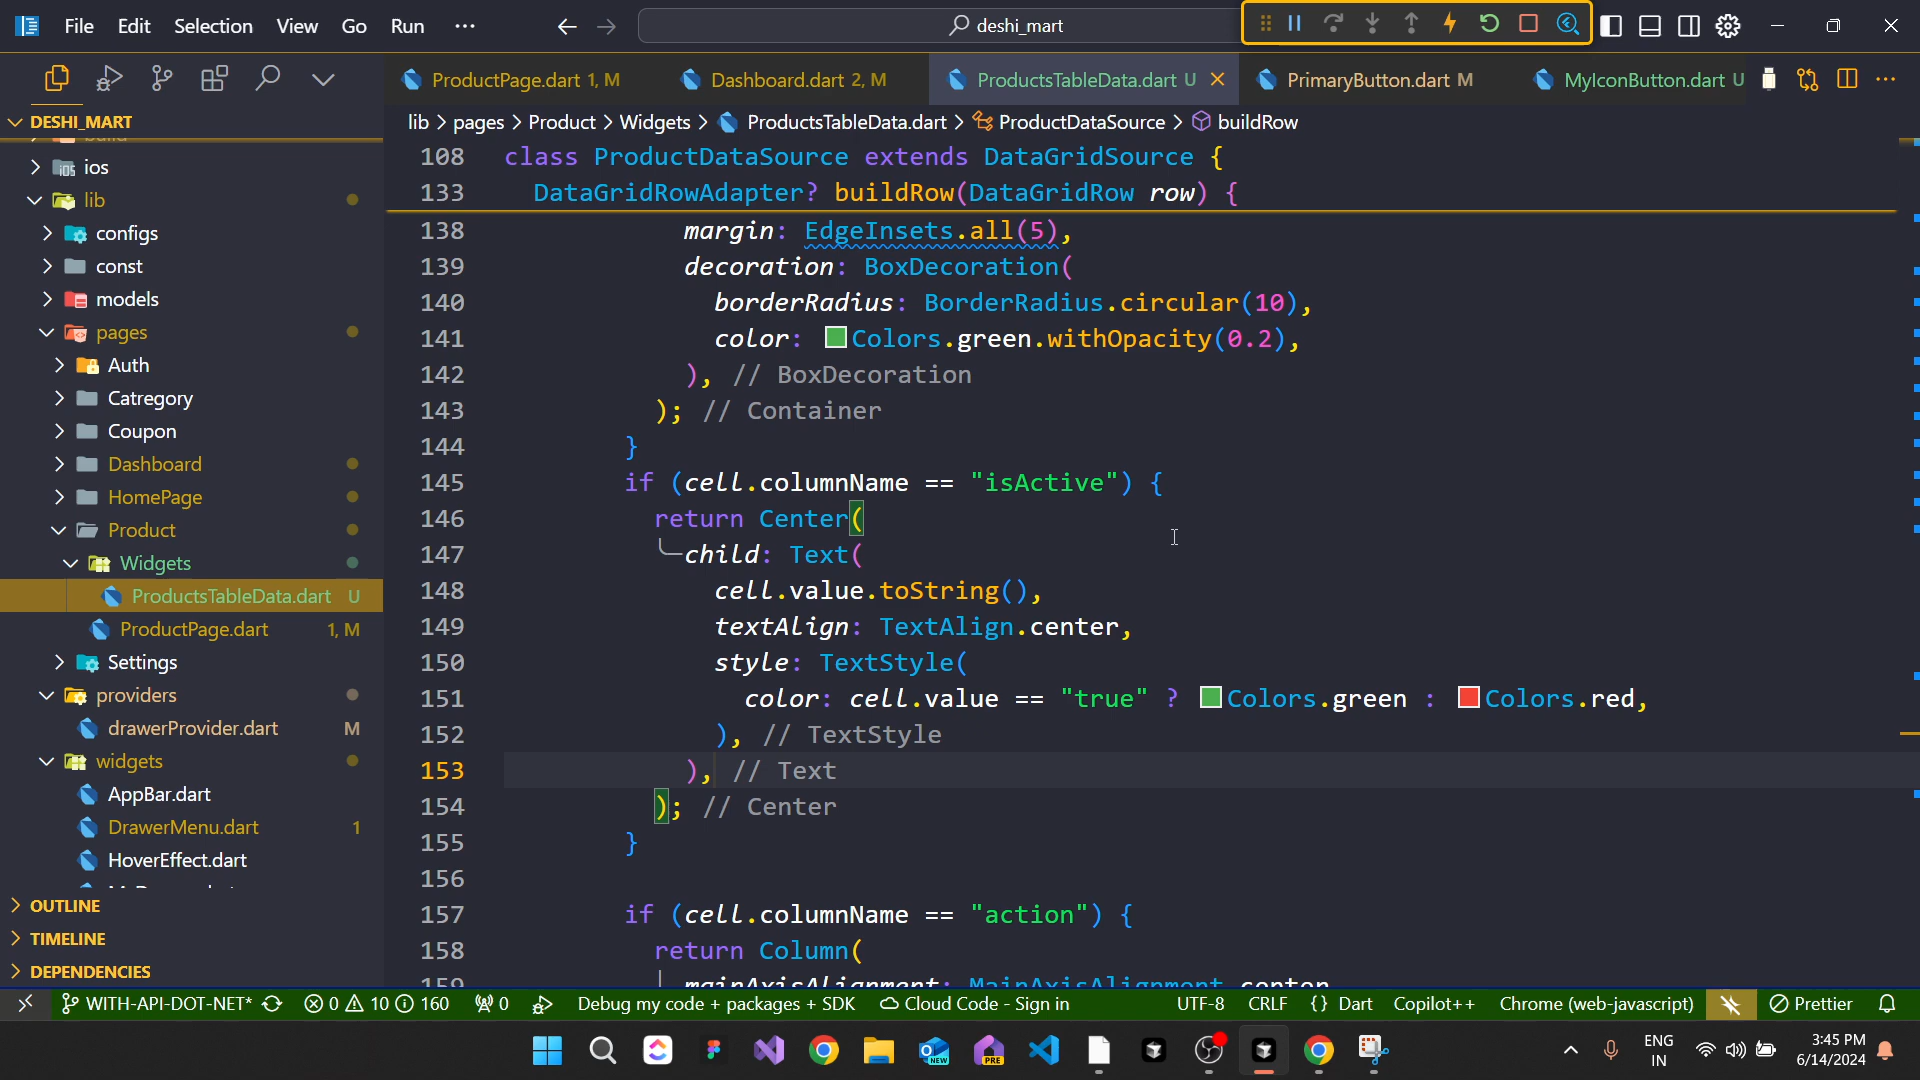 File Edit Selection View Go Run ··· deshi_mart
ProductPage.dart 1, M Dashboard.dart 2, M ProductsTableData.dart U PrimaryButton.dart M MyIconButton.dart U
DESHI_MART
lib > pages > Product > Widgets > ProductsTableData.dart > ProductDataSource > buildRow
ios
lib
configs
const
models
pages
Auth
Catregory
Coupon
Dashboard
HomePage
Product
Widgets
ProductsTableData.dart U
ProductPage.dart 1, M
Settings
providers
drawerProvider.dart M
widgets
AppBar.dart
DrawerMenu.dart 1
HoverEffect.dart
OUTLINE
TIMELINE
DEPENDENCIES
108 class ProductDataSource extends DataGridSource {
133 DataGridRowAdapter? buildRow(DataGridRow row) {
138 margin: EdgeInsets.all(5),
139 decoration: BoxDecoration(
140 borderRadius: BorderRadius.circular(10),
141 color: Colors.green.withOpacity(0.2),
142 ), // BoxDecoration
143 ); // Container
144 }
145 if (cell.columnName == "isActive") {
146 return Center(
147 child: Text(
148 cell.value.toString(),
149 textAlign: TextAlign.center,
150 style: TextStyle(
151 color: cell.value == "true" ? Colors.green : Colors.red,
152 ), // TextStyle
153 ), // Text
154 ); // Center
155 }
156
157 if (cell.columnName == "action") {
158 return Column(
159 mainAxisAlignment: MainAxisAlignment.center
WITH-API-DOT-NET* 0 10 160 0 Debug my code + packages + SDK Cloud Code - Sign in UTF-8 CRLF {} Dart Copilot++ Chrome (web-javascript) Prettier
NEW PRE ENG IN 3:45 PM 6/14/2024